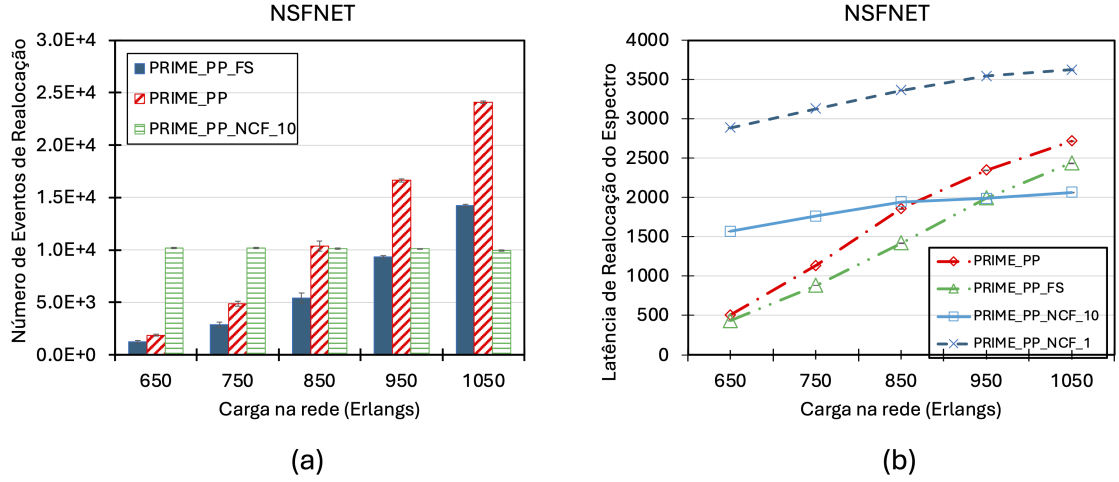 NSFNET
Número de Eventos de Realocação
3.0E+4
2.5E+4
2.0E+4
1.5E+4
1.0E+4
5.0E+3
0.0E+0
PRIME_PP_FS
PRIME_PP
PRIME_PP_NCF_10
650 750 850 950 1050
Carga na rede (Erlangs)
(a)
NSFNET
Latência de Realocação do Espectro
4000
3500
3000
2500
2000
1500
1000
500
0
PRIME_PP
PRIME_PP_FS
PRIME_PP_NCF_10
PRIME_PP_NCF_1
650 750 850 950 1050
Carga na rede (Erlangs)
(b)